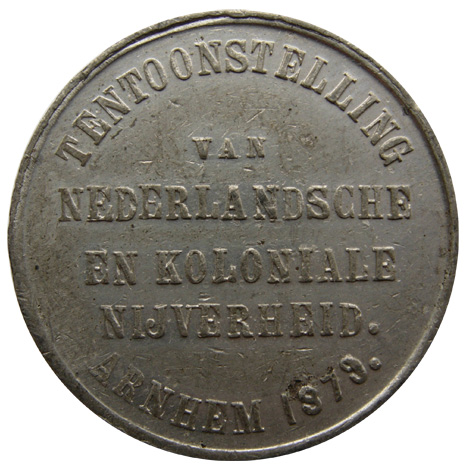 TENTOONSTELLING
VAN
NEDERLANDSCHE
EN KOLONIALE
NIJVERHEID.
ARNHEM 1879.